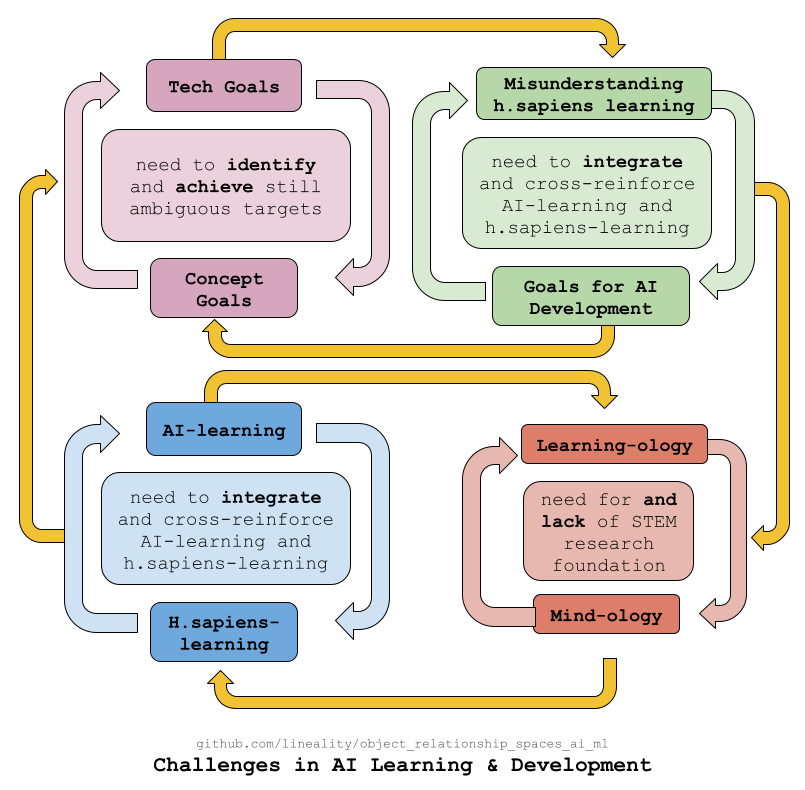 Tech Goals
need to identify
and achieve still
ambiguous targets
Concept
Goals
Misunderstanding
h.sapiens learning
need to integrate
and cross-reinforce
AI-learning and
h.sapiens-learning
Goals for AI
Development
AI-learning
need to integrate
and cross-reinforce
AI-learning and
h.sapiens-learning
H.sapiens-
learning
Learning-ology
need for and
lack of STEM
research
foundation
Mind-ology
github.com/lineality/object_relationship_spaces_ai_ml
Challenges in AI Learning & Development